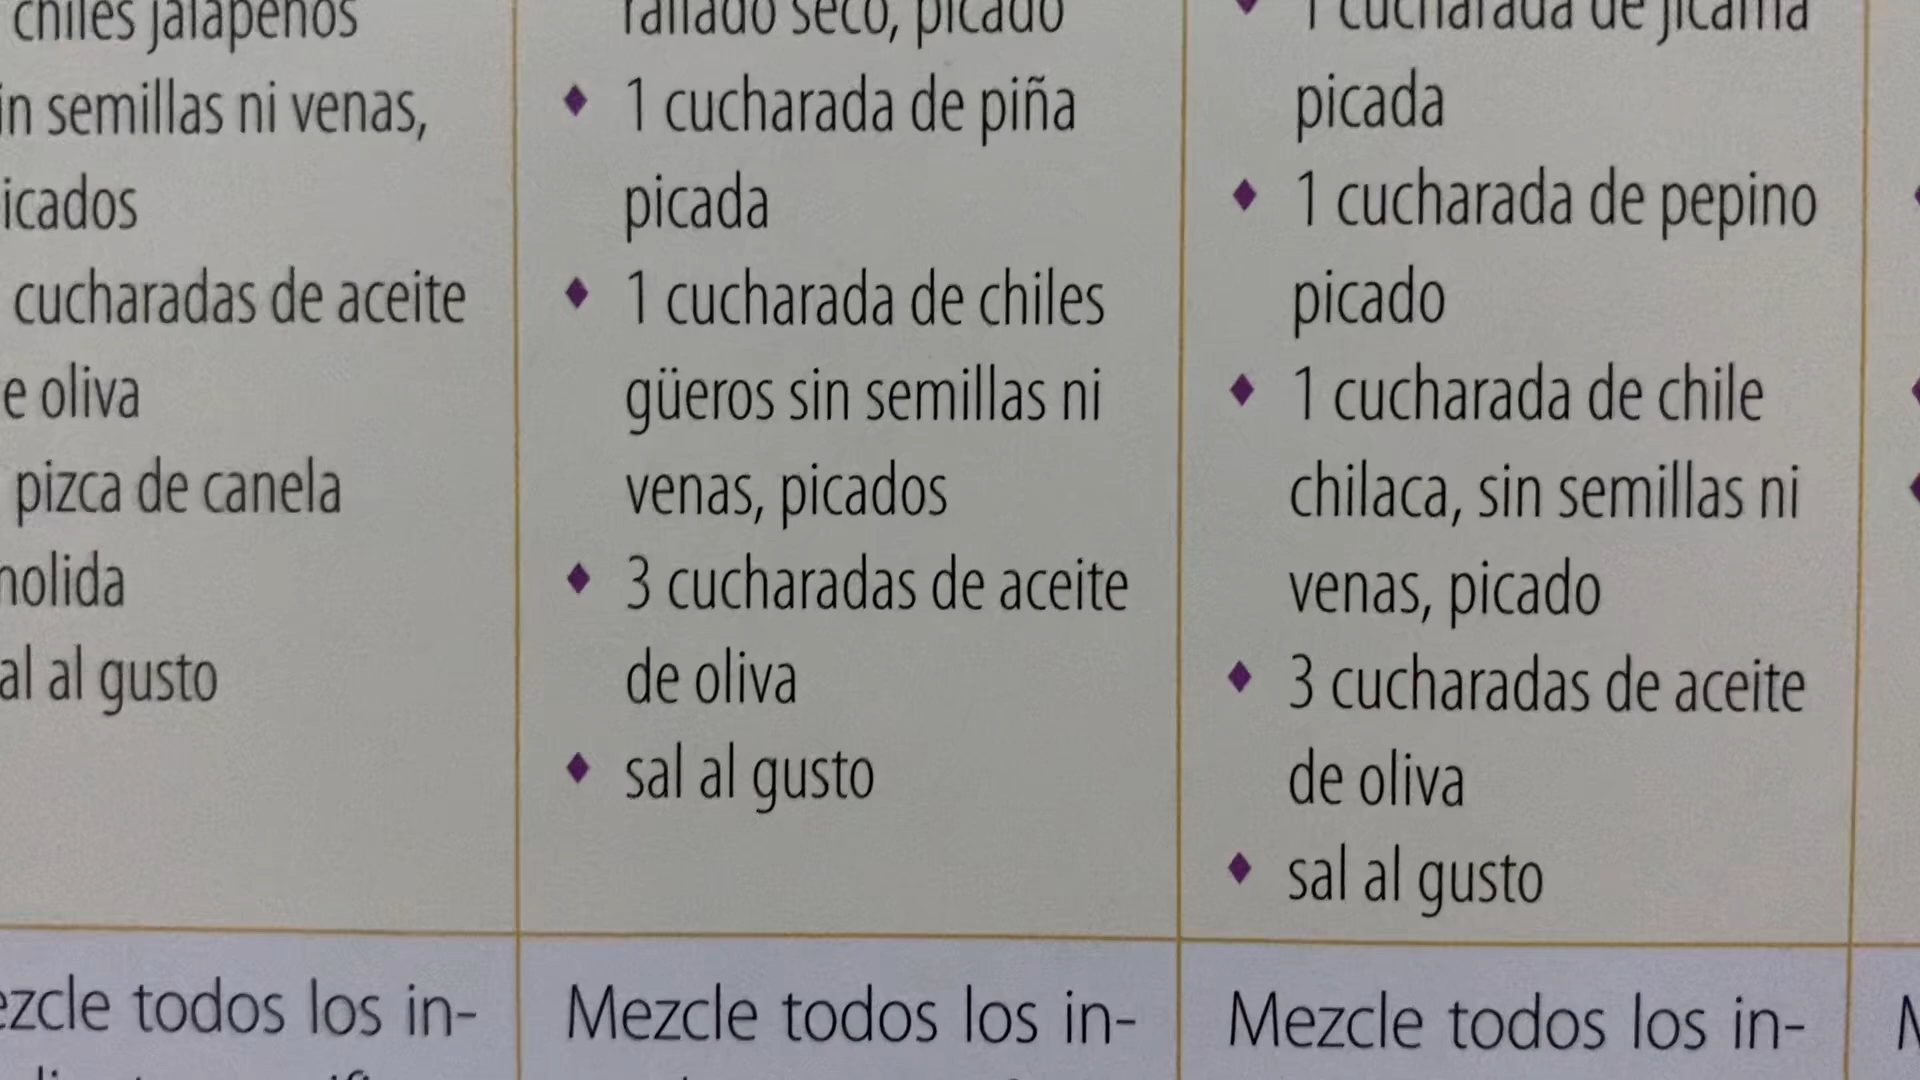 chiles jalapeños
in semillas ni venas,
icados
cucharadas de aceite
e oliva
pizca de canela
molida
al al gusto
ezcle todos los in-
rallado seco, picado
1 cucharada de piña
picada
1 cucharada de chiles
güeros sin semillas ni
venas, picados
3 cucharadas de aceite
de oliva
sal al gusto
Mezcle todos los in-
1 cucharada de jícama
picada
1 cucharada de pepino
picado
1 cucharada de chile
chilaca, sin semillas ni
venas, picado
3 cucharadas de aceite
de oliva
sal al gusto
Mezcle todos los in-